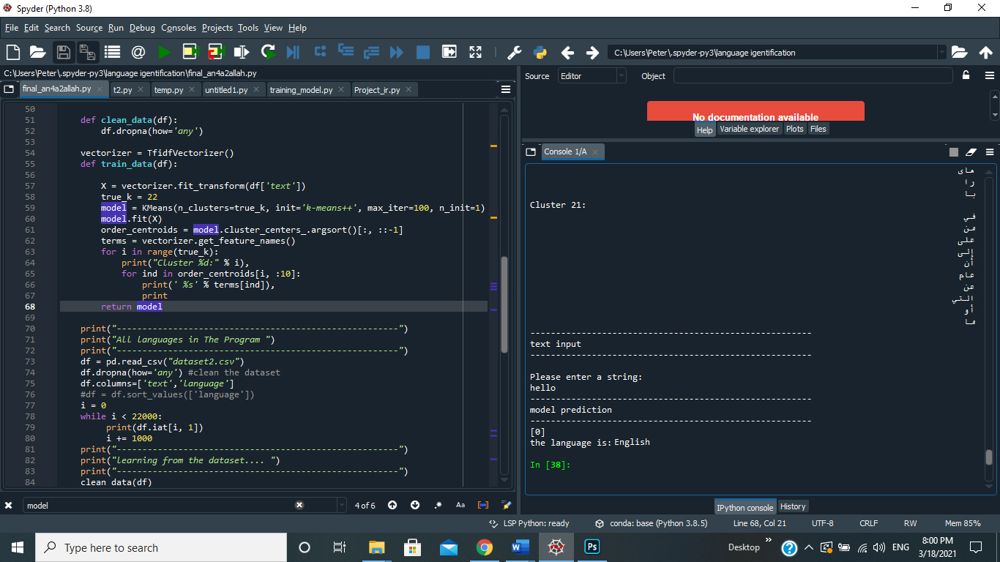 Spyder (Python 3.8)
File Edit Search Source Run Debug Consoles Projects Tools View Help
C:\Users\Peter\.spyder-py3\language igentification
C:\Users\Peter\.spyder-py3\language igentification\final_an4a2allah.py
final_an4a2allah.py t2.py temp.py untitled1.py training_model.py Project_ir.py
50
51 def clean_data(df):
52 df.dropna(how='any')
53
54 vectorizer = TfidfVectorizer()
55 def train_data(df):
56
57 X = vectorizer.fit_transform(df['text'])
58 true_k = 22
59 model = KMeans(n_clusters=true_k, init='k-means++', max_iter=100, n_init=1)
60 model.fit(X)
61 order_centroids = model.cluster_centers_.argsort()[:, ::-1]
62 terms = vectorizer.get_feature_names()
63 for i in range(true_k):
64 print("Cluster %d:" % i),
65 for ind in order_centroids[i, :10]:
66 print(' %s' % terms[ind]),
67 print
68 return model
69
70 print("-------------------------------------------------------")
71 print("All languages in The Program ")
72 print("-------------------------------------------------------")
73 df = pd.read_csv("dataset2.csv")
74 df.dropna(how='any') #clean the dataset
75 df.columns=['text','language']
76 #df = df.sort_values(['language'])
77 i = 0
78 while i < 22000:
79 print(df.iat[i, 1])
80 i += 1000
81 print("-------------------------------------------------------")
82 print("learning from the dataset.... ")
83 print("-------------------------------------------------------")
84 clean_data(df)
model 4 of 6 .* Aa
Source Editor Object
No documentation available
Help Variable explorer Plots Files
Console 1/A
های
را
با
Cluster 21:
في
من
على
إلى
أن
عام
عن
التي
أو
ما
-------------------------------------------------------
text input
-------------------------------------------------------
Please enter a string:
hello
-------------------------------------------------------
model prediction
-------------------------------------------------------
[0]
the language is: English
In [38]:
IPython console History
LSP Python: ready conda: base (Python 3.8.5) Line 68, Col 21 UTF-8 CRLF RW Mem 85%
Type here to search
W
Ps
Desktop
ENG
8:00 PM
3/18/2021